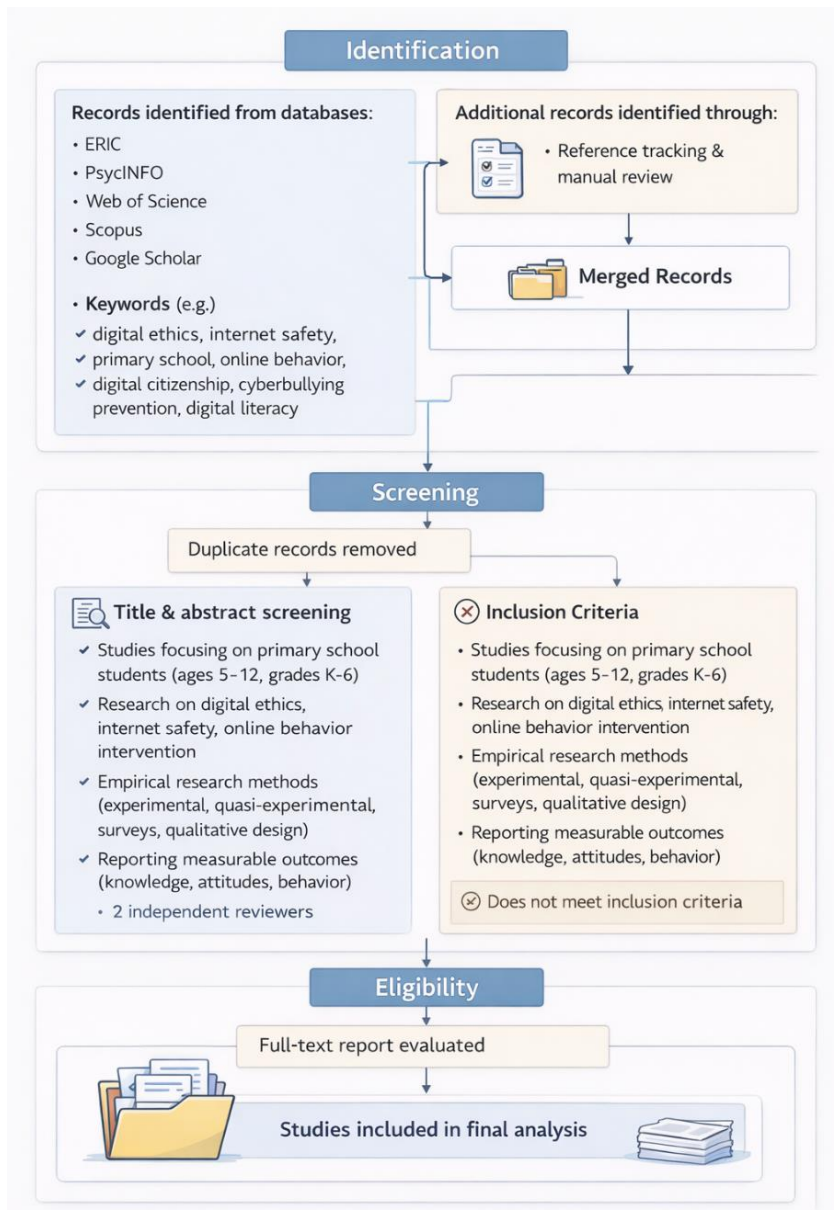 Identification
Records identified from databases:
• ERIC
• PsycINFO
• Web of Science
• Scopus
• Google Scholar
• Keywords (e.g.)
✓ digital ethics, internet safety,
✓ primary school, online behavior,
✓ digital citizenship, cyberbullying
prevention, digital literacy
Additional records identified through:
• Reference tracking &
manual review
Merged Records
Screening
Duplicate records removed
Title & abstract screening
✓ Studies focusing on primary school
students (ages 5-12, grades K-6)
✓ Research on digital ethics,
internet safety, online behavior
intervention
✓ Empirical research methods
(experimental, quasi-experimental,
surveys, qualitative design)
✓ Reporting measurable outcomes
(knowledge, attitudes, behavior)
• 2 independent reviewers
Inclusion Criteria
• Studies focusing on primary school
students (ages 5-12, grades K-6)
• Research on digital ethics, internet safety,
online behavior intervention
• Empirical research methods
(experimental, quasi-experimental,
surveys, qualitative design)
• Reporting measurable outcomes
(knowledge, attitudes, behavior)
Does not meet inclusion criteria
Eligibility
Full-text report evaluated
Studies included in final analysis